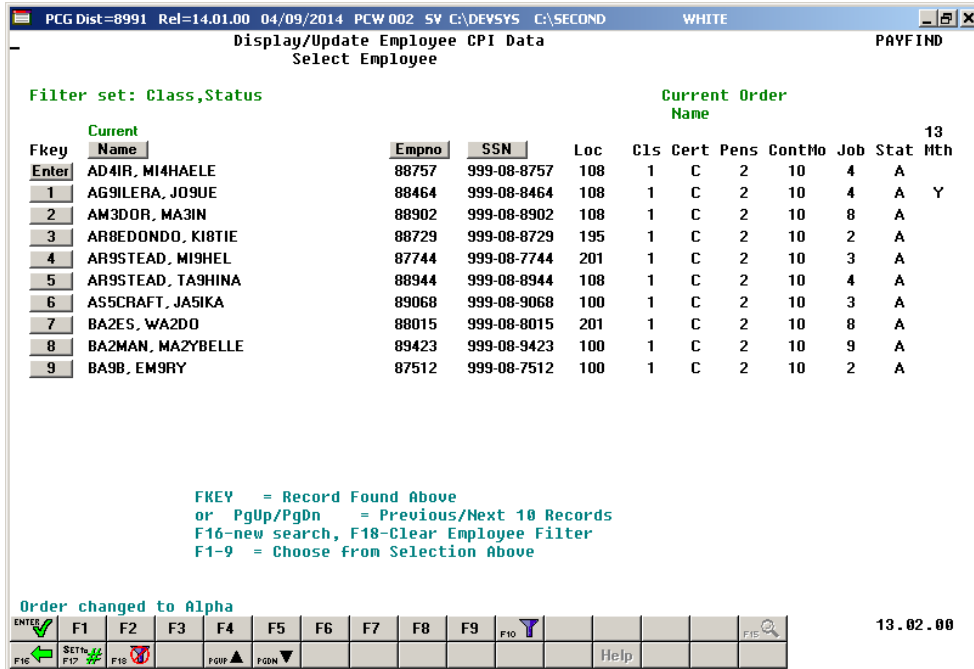 PCG Dist=8991 Rel=14.01.00 04/09/2014 PCW 002 SV C:\DEVSYS C:\SECOND WHITE
Display/Update Employee CPI Data PAYFIND
Select Employee
Filter set: Class,Status Current Order
Name
Current 13
Fkey Name Empno SSN Loc Cls Cert Pens ContMo Job Stat Mth
Enter AD4IR, MI4HAELE 88757 999-08-8757 108 1 C 2 10 4 A
1 AG9ILERA, JO9UE 88464 999-08-8464 108 1 C 2 10 4 A Y
2 AM3DOR, MA3IN 88902 999-08-8902 108 1 C 2 10 8 A
3 AR8EDONDO, KI8TIE 88729 999-08-8729 195 1 C 2 10 2 A
4 AR9STEAD, MI9HEL 87744 999-08-7744 201 1 C 2 10 3 A
5 AR9STEAD, TA9HINA 88944 999-08-8944 108 1 C 2 10 4 A
6 AS5CRAFT, JA5IKA 89068 999-08-9068 100 1 C 2 10 3 A
7 BA2ES, WA2DO 88015 999-08-8015 201 1 C 2 10 8 A
8 BA2MAN, MA2YBELLE 89423 999-08-9423 100 1 C 2 10 9 A
9 BA9B, EM9RY 87512 999-08-7512 100 1 C 2 10 2 A
FKEY = Record Found Above
or PgUp/PgDn = Previous/Next 10 Records
F16-new search, F18-Clear Employee Filter
F1-9 = Choose from Selection Above
Order changed to Alpha
ENTER F1 F2 F3 F4 F5 F6 F7 F8 F9 F10 F15 13.02.00
F16 SETTo F17 # F18 PGUP PGDN Help